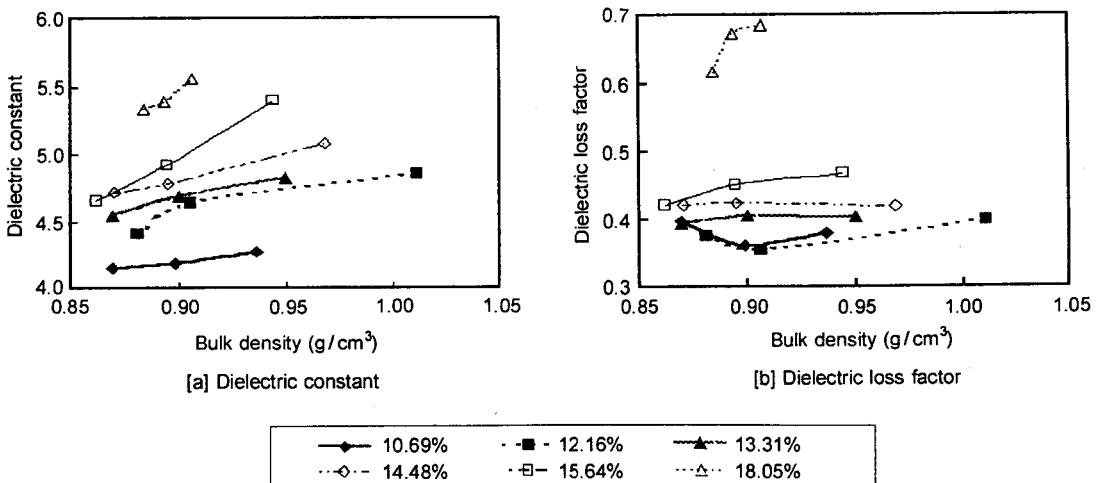 6.0
5.5
5.0
4.5
4.0
Dielectric constant
0.85
0.90
0.95
1.00
1.05
Bulk density (g/cm³)
[a] Dielectric constant
0.7
0.6
0.5
0.4
0.3
Dielectric loss factor
0.85
0.90
0.95
1.00
1.05
Bulk density (g/cm³)
[b] Dielectric loss factor
10.69% 12.16% 13.31%
14.48% 15.64% 18.05%